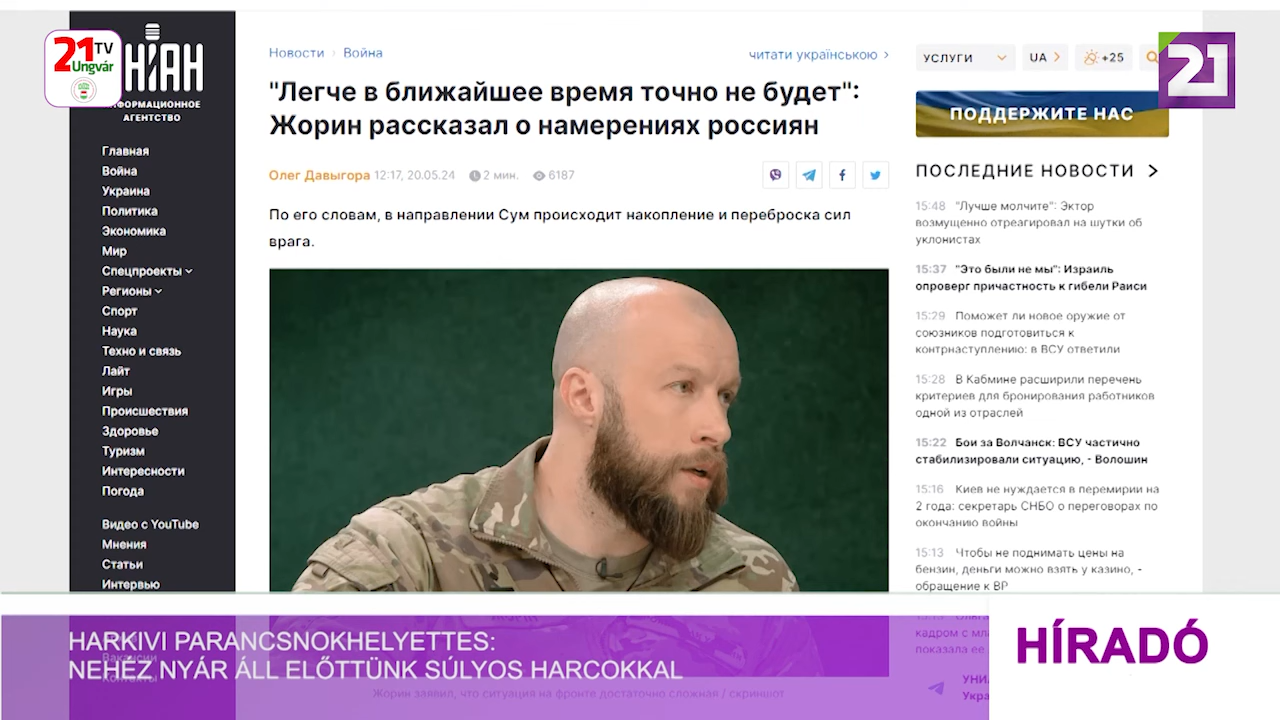 21 TV
Ungvár
НІАН
ИНФОРМАЦИОННОЕ
АГЕНТСТВО
Главная
Война
Украина
Политика
Экономика
Мир
Спецпроекты
Регионы
Спорт
Наука
Техно и связь
Лайт
Игры
Происшествия
Здоровье
Туризм
Интересности
Погода
Видео с YouTube
Мнения
Статьи
Интервью
Вакансии
Контакты
Новости › Война
читати українською ›
"Легче в ближайшее время точно не будет":
Жорин рассказал о намерениях россиян
Олег Давыгора 12:17, 20.05.24 2 мин. 6187
По его словам, в направлении Сум происходит накопление и переброска сил
врага.
Жорин заявил, что ситуация на фронте достаточно сложная / скриншот
УСЛУГИ UA +25
21
ПОДДЕРЖИТЕ НАС
ПОСЛЕДНИЕ НОВОСТИ
15:48 "Лучше молчите": Эктор
возмущенно отреагировал на шутки об
уклонистах
15:37 "Это были не мы": Израиль
опроверг причастность к гибели Раиси
15:29 Поможет ли новое оружие от
союзников подготовиться к
контрнаступлению: в ВСУ ответили
15:28 В Кабмине расширили перечень
критериев для бронирования работников
одной из отраслей
15:22 Бои за Волчанск: ВСУ частично
стабилизировали ситуацию, - Волошин
15:16 Киев не нуждается в перемирии на
2 года: секретарь СНБО о переговорах по
окончанию войны
15:13 Чтобы не поднимать цены на
бензин, деньги можно взять у казино, -
обращение к ВР
кадром с
показала ее
HARKIVI PARANCSNOKHELYETTES:
NEHÉZ NYÁR ÁLL ELŐTTÜNK SÚLYOS HARCOKKAL
HÍRADÓ